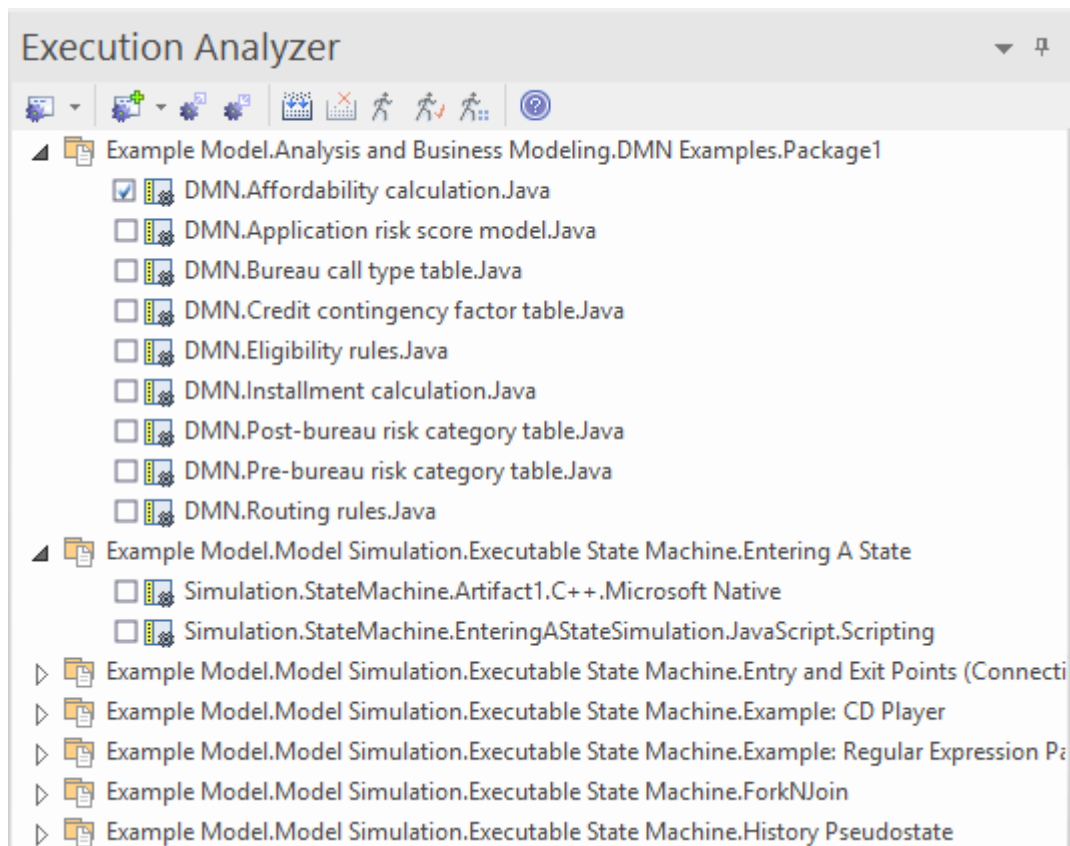 Execution Analyzer
Example Model.Analysis and Business Modeling.DMN Examples.Package1
DMN.Affordability calculation.Java
DMN.Application risk score model.Java
DMN.Bureau call type table.Java
DMN.Credit contingency factor table.Java
DMN.Eligibility rules.Java
DMN.Installment calculation.Java
DMN.Post-bureau risk category table.Java
DMN.Pre-bureau risk category table.Java
DMN.Routing rules.Java
Example Model.Model Simulation.Executable State Machine.Entering A State
Simulation.StateMachine.Artifact1.C++.Microsoft Native
Simulation.StateMachine.EnteringAStateSimulation.JavaScript.Scripting
Example Model.Model Simulation.Executable State Machine.Entry and Exit Points (Connecti
Example Model.Model Simulation.Executable State Machine.Example: CD Player
Example Model.Model Simulation.Executable State Machine.Example: Regular Expression Pa
Example Model.Model Simulation.Executable State Machine.ForkNJoin
Example Model.Model Simulation.Executable State Machine.History Pseudostate